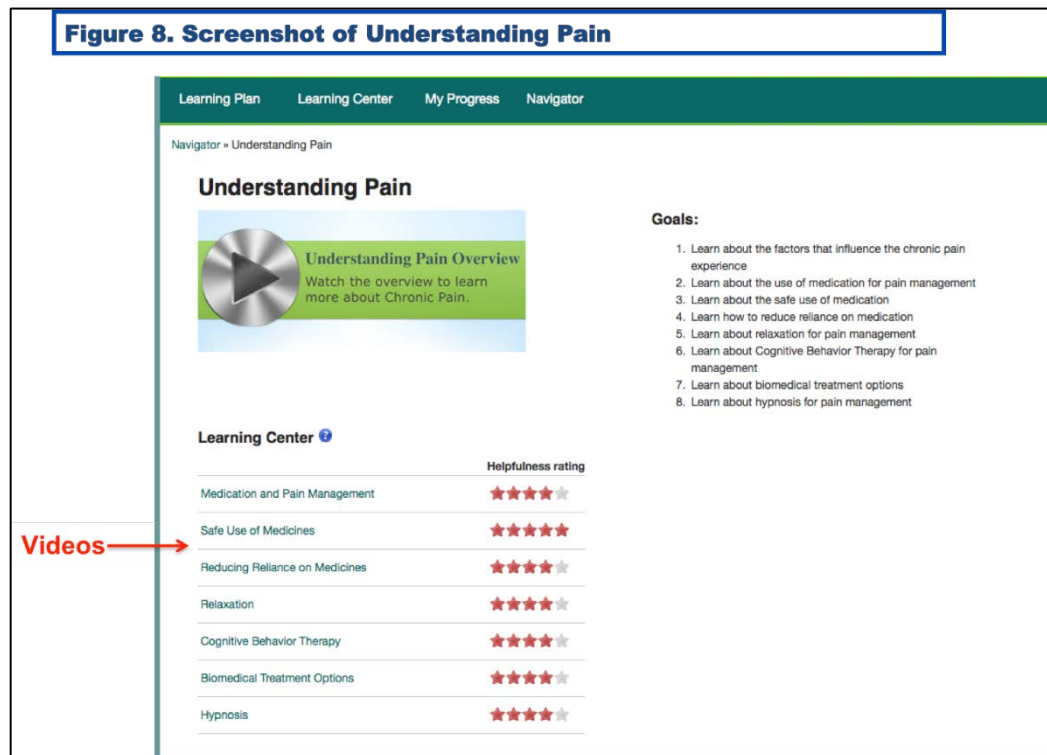 Figure 8. Screenshot of Understanding Pain
Learning Plan Learning Center My Progress Navigator
Navigator » Understanding Pain
Understanding Pain
Understanding Pain Overview
Watch the overview to learn
more about Chronic Pain.
Goals:
1. Learn about the factors that influence the chronic pain
experience
2. Learn about the use of medication for pain management
3. Learn about the safe use of medication
4. Learn how to reduce reliance on medication
5. Learn about relaxation for pain management
6. Learn about Cognitive Behavior Therapy for pain
management
7. Learn about biomedical treatment options
8. Learn about hypnosis for pain management
Learning Center ?
Helpfulness rating
Medication and Pain Management
Safe Use of Medicines
Videos
Reducing Reliance on Medicines
Relaxation
Cognitive Behavior Therapy
Biomedical Treatment Options
Hypnosis